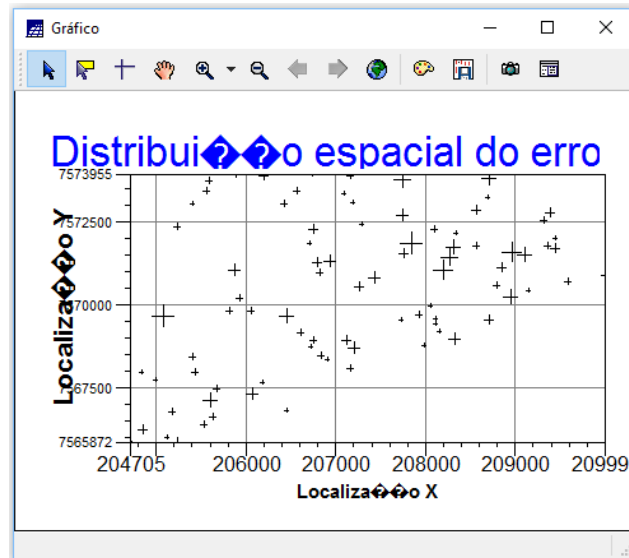 Gráfico
Distribui��o espacial do erro
7573955
7572500
Localiza��o Y
7570000
7567500
7565872
204705 206000 207000 208000 209000 20999
Localiza��o X